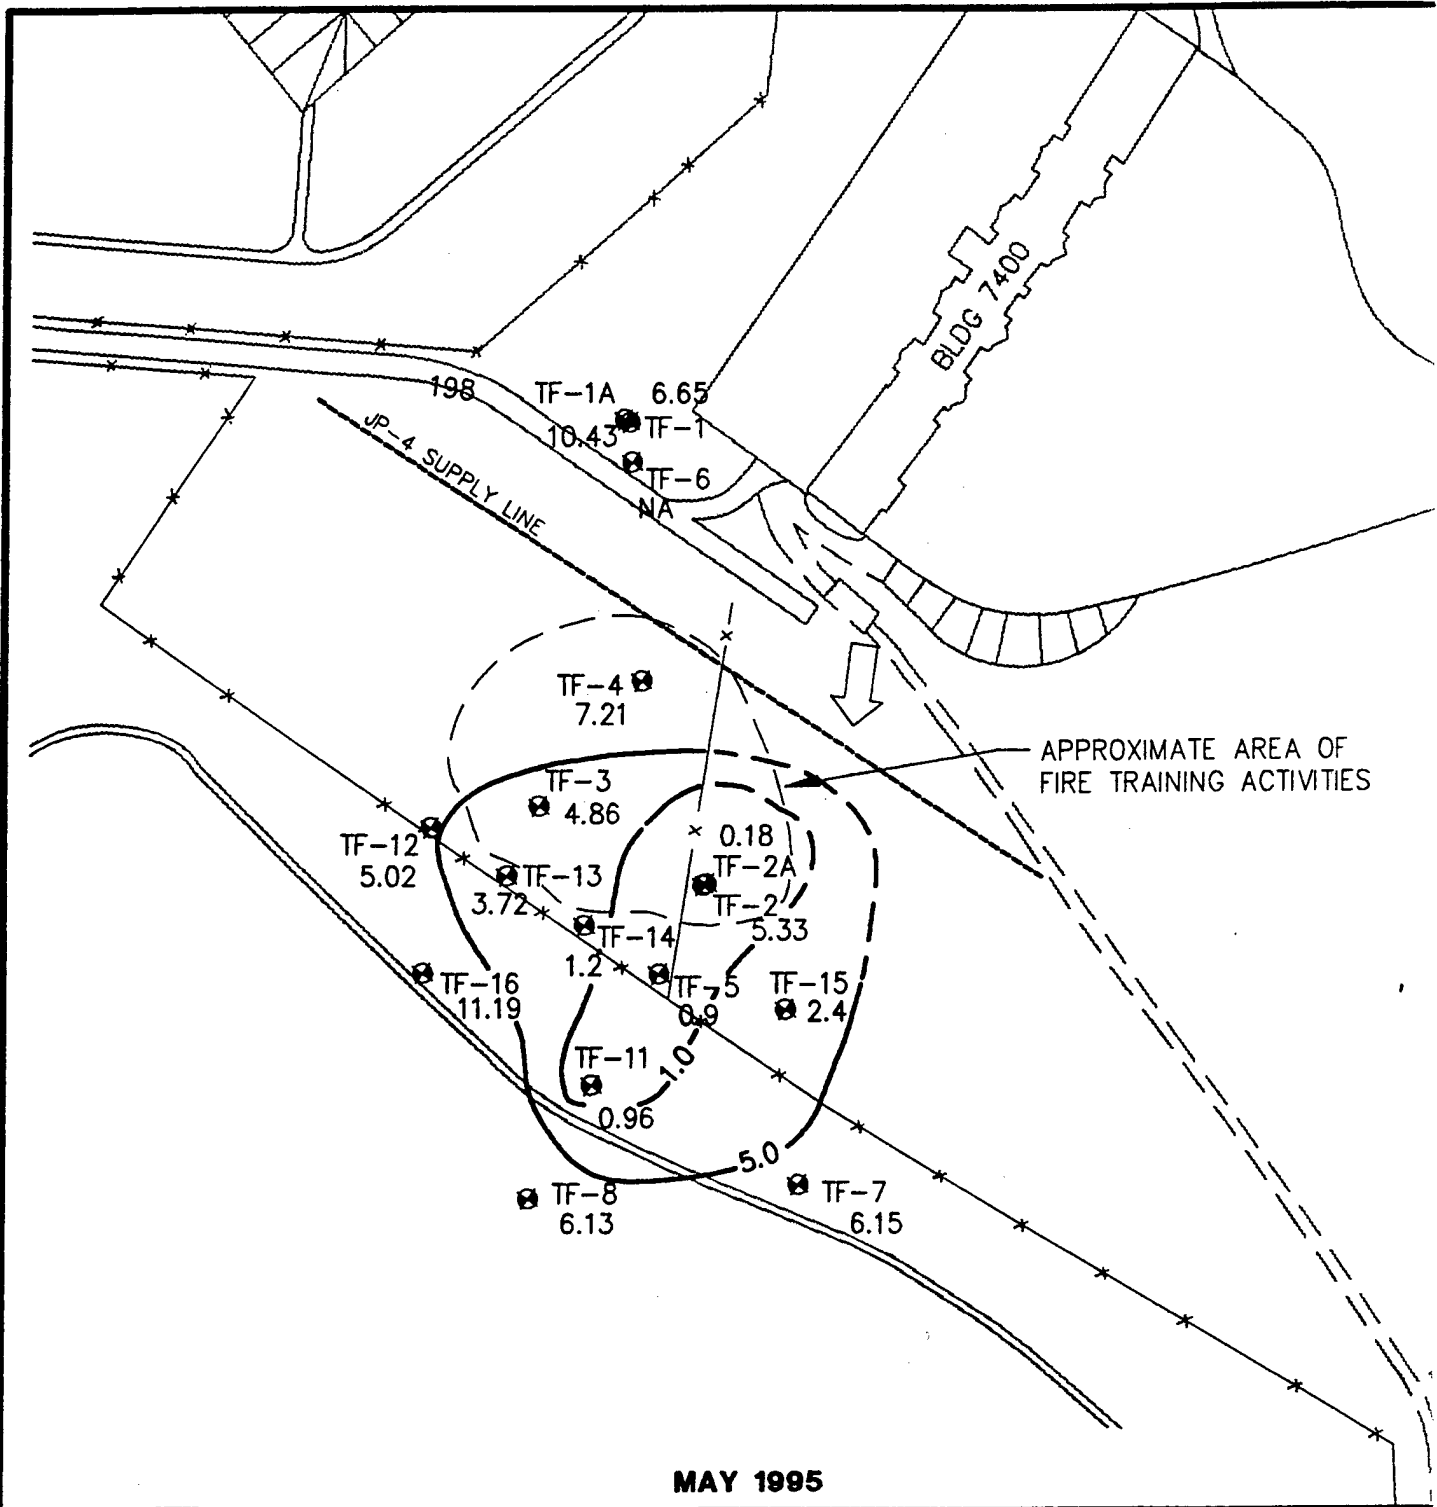 BLDG 7400
198
TF-1A 6.65
10.43 TF-1
TF-6
NA
JP-4 SUPPLY LINE
TF-4
7.21
APPROXIMATE AREA OF
FIRE TRAINING ACTIVITIES
TF-3
4.86
0.18
TF-12
5.02
TF-13
3.72
TF-2A
TF-2
5.33
TF-14
1.2
TF-5
0.9
TF-15
2.4
TF-16
11.19
TF-11
0.96
1.0
5.0
TF-8
6.13
TF-7
6.15
MAY 1995